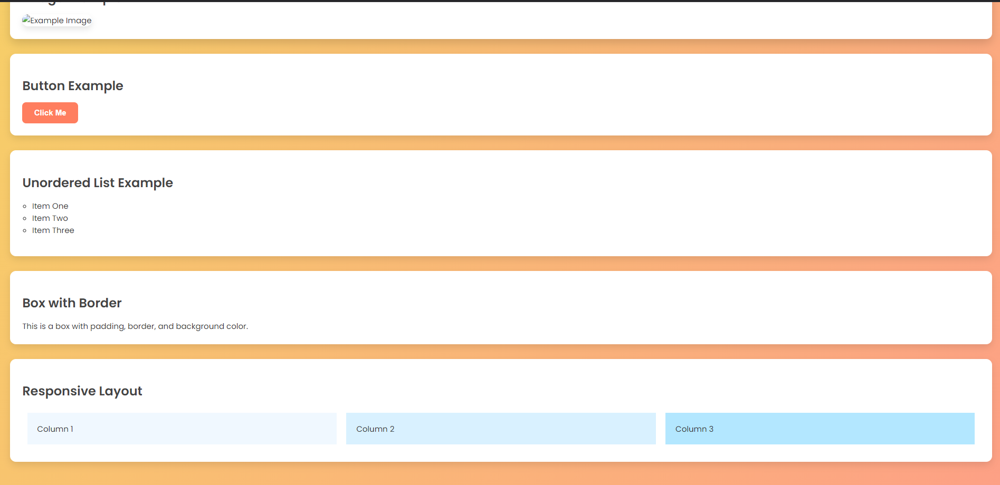 Example Image
Button Example
Click Me
Unordered List Example
Item One
Item Two
Item Three
Box with Border
This is a box with padding, border, and background color.
Responsive Layout
Column 1
Column 2
Column 3